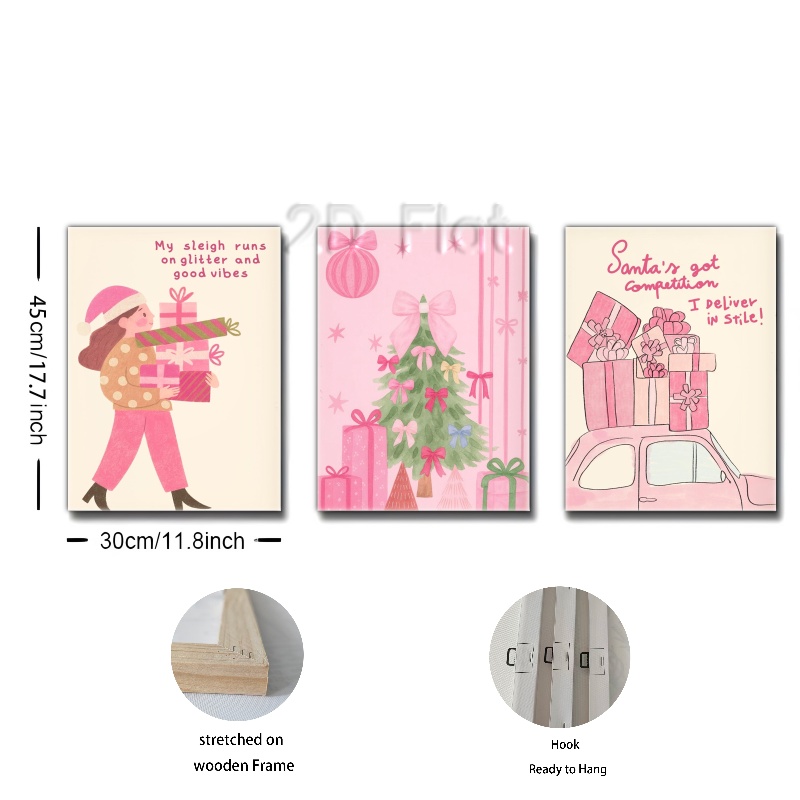 2D Flat
My sleigh runs
on glitter and
good vibes
Santa's got
competition
I Deliver
in Stile!
45cm/17.7inch
30cm/11.8inch
stretched on
wooden Frame
Hook
Ready to Hang